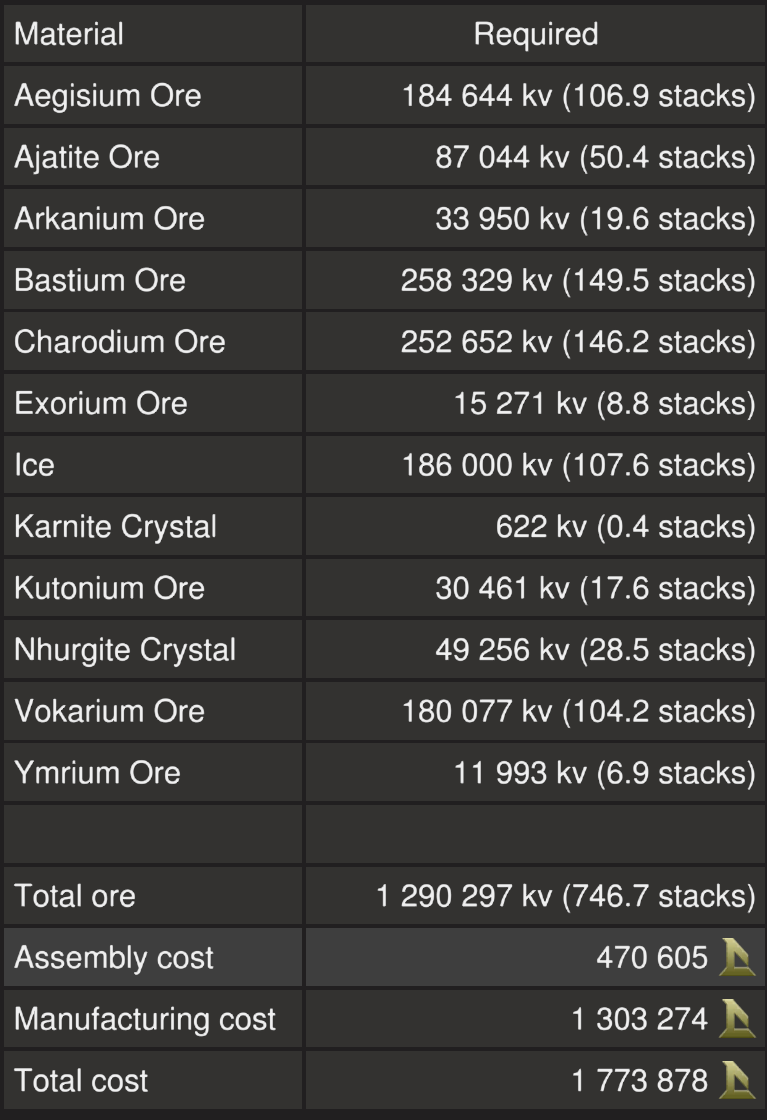 Material Required
Aegisium Ore 184 644 kv (106.9 stacks)
Ajatite Ore 87 044 kv (50.4 stacks)
Arkanium Ore 33 950 kv (19.6 stacks)
Bastium Ore 258 329 kv (149.5 stacks)
Charodium Ore 252 652 kv (146.2 stacks)
Exorium Ore 15 271 kv (8.8 stacks)
Ice 186 000 kv (107.6 stacks)
Karnite Crystal 622 kv (0.4 stacks)
Kutonium Ore 30 461 kv (17.6 stacks)
Nhurgite Crystal 49 256 kv (28.5 stacks)
Vokarium Ore 180 077 kv (104.2 stacks)
Ymrium Ore 11 993 kv (6.9 stacks)
Total ore 1 290 297 kv (746.7 stacks)
Assembly cost 470 605
Manufacturing cost 1 303 274
Total cost 1 773 878